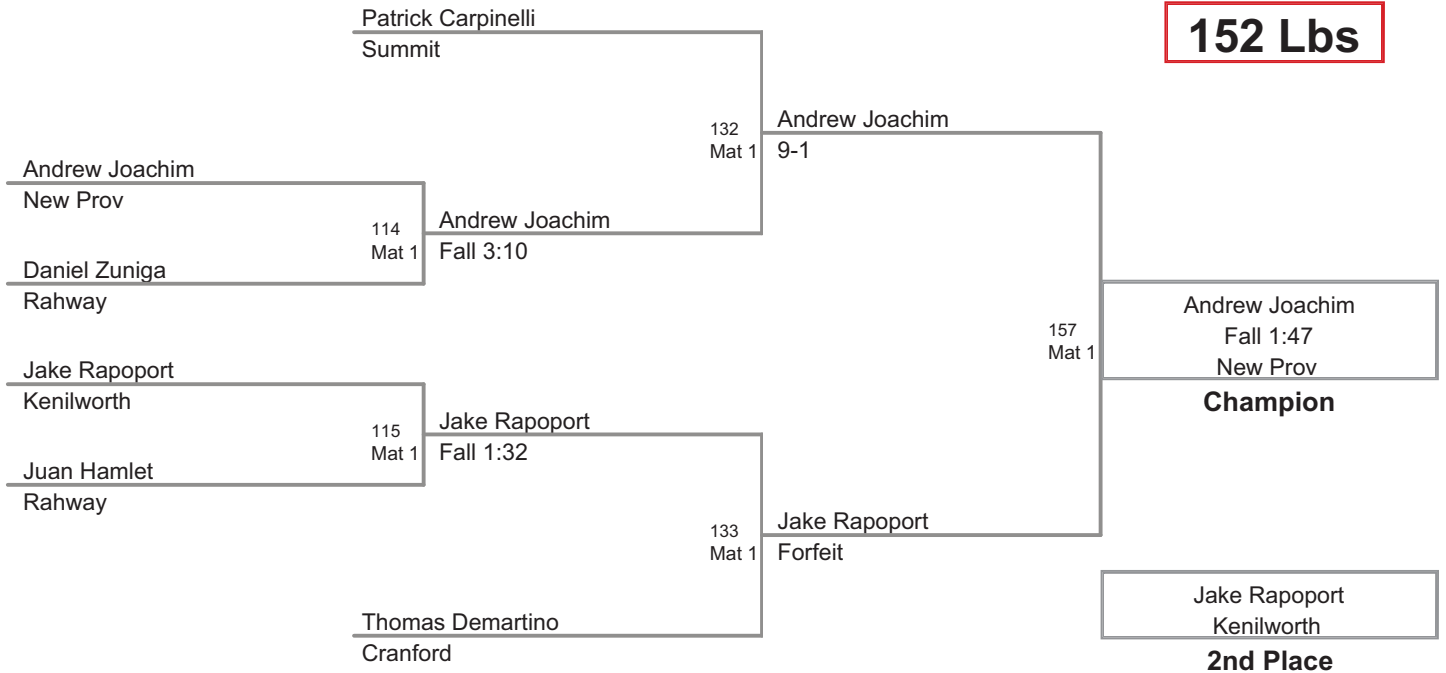 Patrick Carpinelli
Summit
152 Lbs
132
Mat 1
Andrew Joachim
9-1
Andrew Joachim
New Prov
114
Mat 1
Andrew Joachim
Fall 3:10
Daniel Zuniga
Rahway
157
Mat 1
Andrew Joachim
Fall 1:47
New Prov
Champion
Jake Rapoport
Kenilworth
115
Mat 1
Jake Rapoport
Fall 1:32
Juan Hamlet
Rahway
133
Mat 1
Jake Rapoport
Forfeit
Thomas Demartino
Cranford
Jake Rapoport
Kenilworth
2nd Place